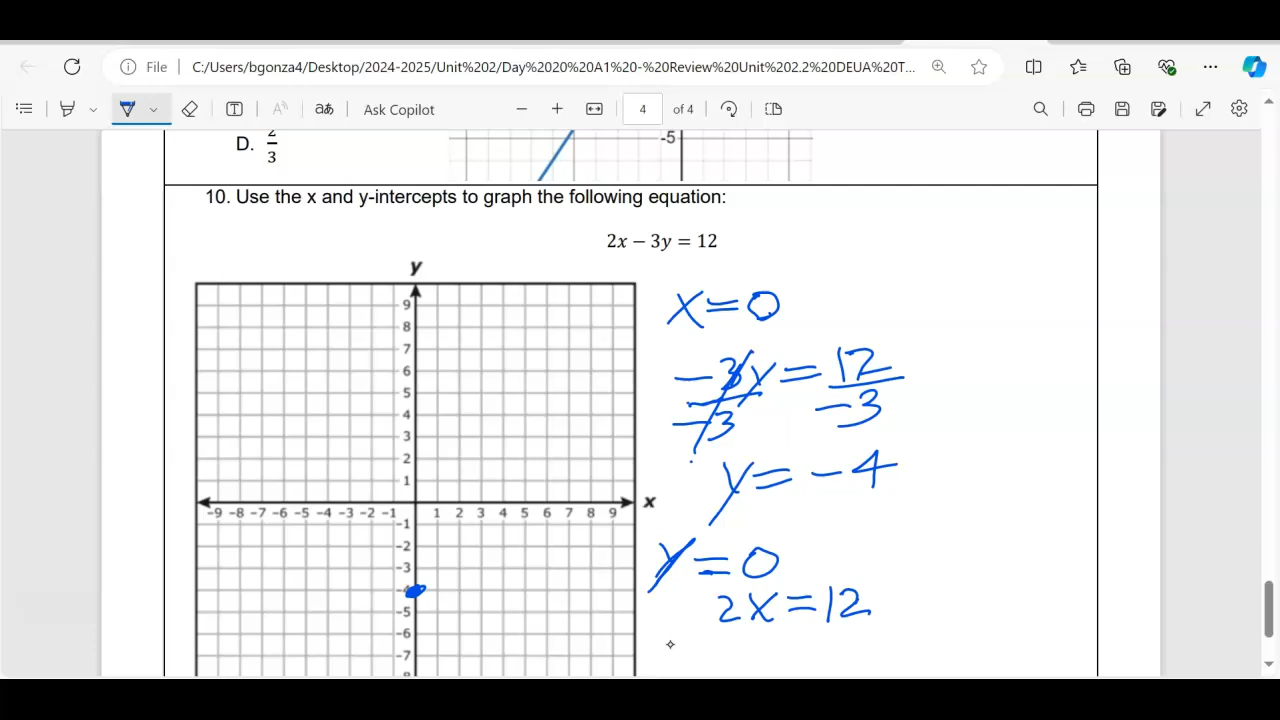 File C:/Users/bgonza4/Desktop/2024-2025/Unit%202/Day%2020%20A1%20-%20Review%20Unit%202.2%20DEUA%20T...
aあ Ask Copilot 4 of 4
D. 2/3
-5
10. Use the x and y-intercepts to graph the following equation:
2x − 3y = 12
y
9
8
7
6
5
4
3
2
1
x
-9 -8 -7 -6 -5 -4 -3 -2 -1 1 2 3 4 5 6 7 8 9
-1
-2
-3
-5
-6
-7
x = 0
-3y = 12
-3 -3
y = -4
y = 0
2x = 12